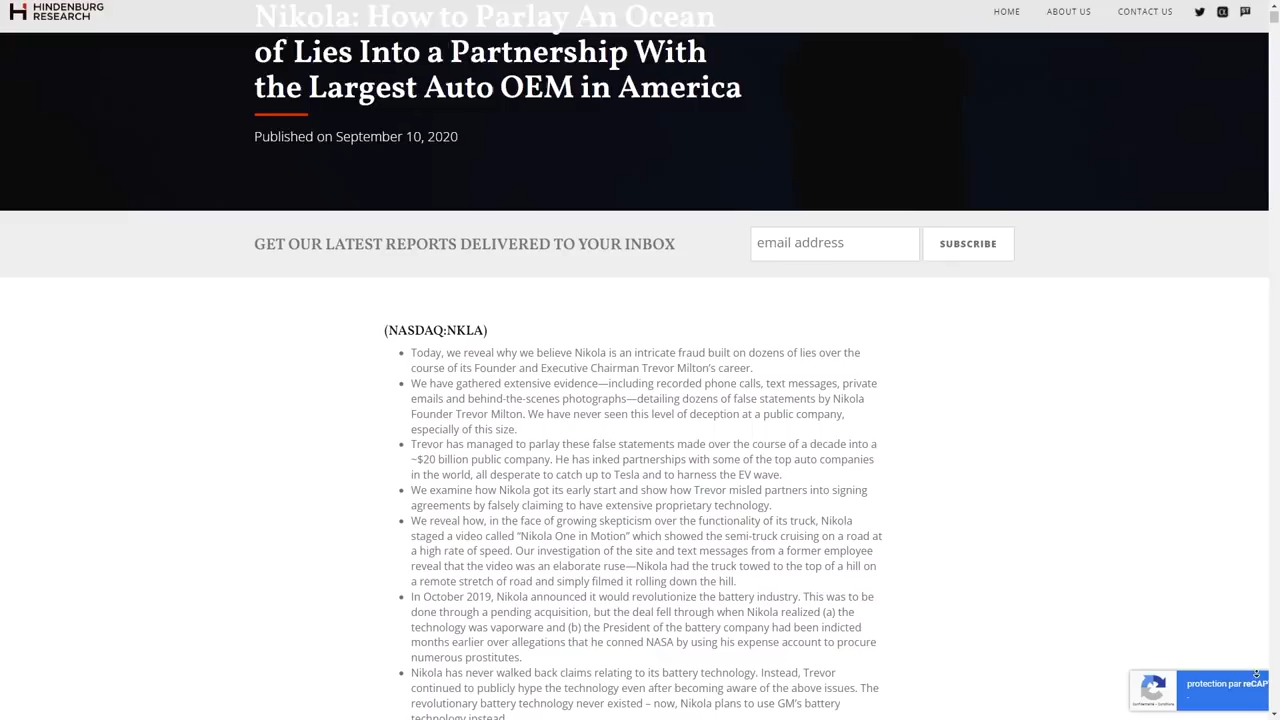 HINDENBURG
RESEARCH
HOME ABOUT US CONTACT US
Nikola: How to Parlay An Ocean
of Lies Into a Partnership With
the Largest Auto OEM in America
Published on September 10, 2020
GET OUR LATEST REPORTS DELIVERED TO YOUR INBOX
email address
SUBSCRIBE
(NASDAQ:NKLA)
• Today, we reveal why we believe Nikola is an intricate fraud built on dozens of lies over the
course of its Founder and Executive Chairman Trevor Milton’s career.
• We have gathered extensive evidence—including recorded phone calls, text messages, private
emails and behind-the-scenes photographs—detailing dozens of false statements by Nikola
Founder Trevor Milton. We have never seen this level of deception at a public company,
especially of this size.
• Trevor has managed to parlay these false statements made over the course of a decade into a
~$20 billion public company. He has inked partnerships with some of the top auto companies
in the world, all desperate to catch up to Tesla and to harness the EV wave.
• We examine how Nikola got its early start and show how Trevor misled partners into signing
agreements by falsely claiming to have extensive proprietary technology.
• We reveal how, in the face of growing skepticism over the functionality of its truck, Nikola
staged a video called “Nikola One in Motion” which showed the semi-truck cruising on a road at
a high rate of speed. Our investigation of the site and text messages from a former employee
reveal that the video was an elaborate ruse—Nikola had the truck towed to the top of a hill on
a remote stretch of road and simply filmed it rolling down the hill.
• In October 2019, Nikola announced it would revolutionize the battery industry. This was to be
done through a pending acquisition, but the deal fell through when Nikola realized (a) the
technology was vaporware and (b) the President of the battery company had been indicted
months earlier over allegations that he conned NASA by using his expense account to procure
numerous prostitutes.
• Nikola has never walked back claims relating to its battery technology. Instead, Trevor
continued to publicly hype the technology even after becoming aware of the above issues. The
revolutionary battery technology never existed – now, Nikola plans to use GM’s battery
technology instead.
protection par reCAP